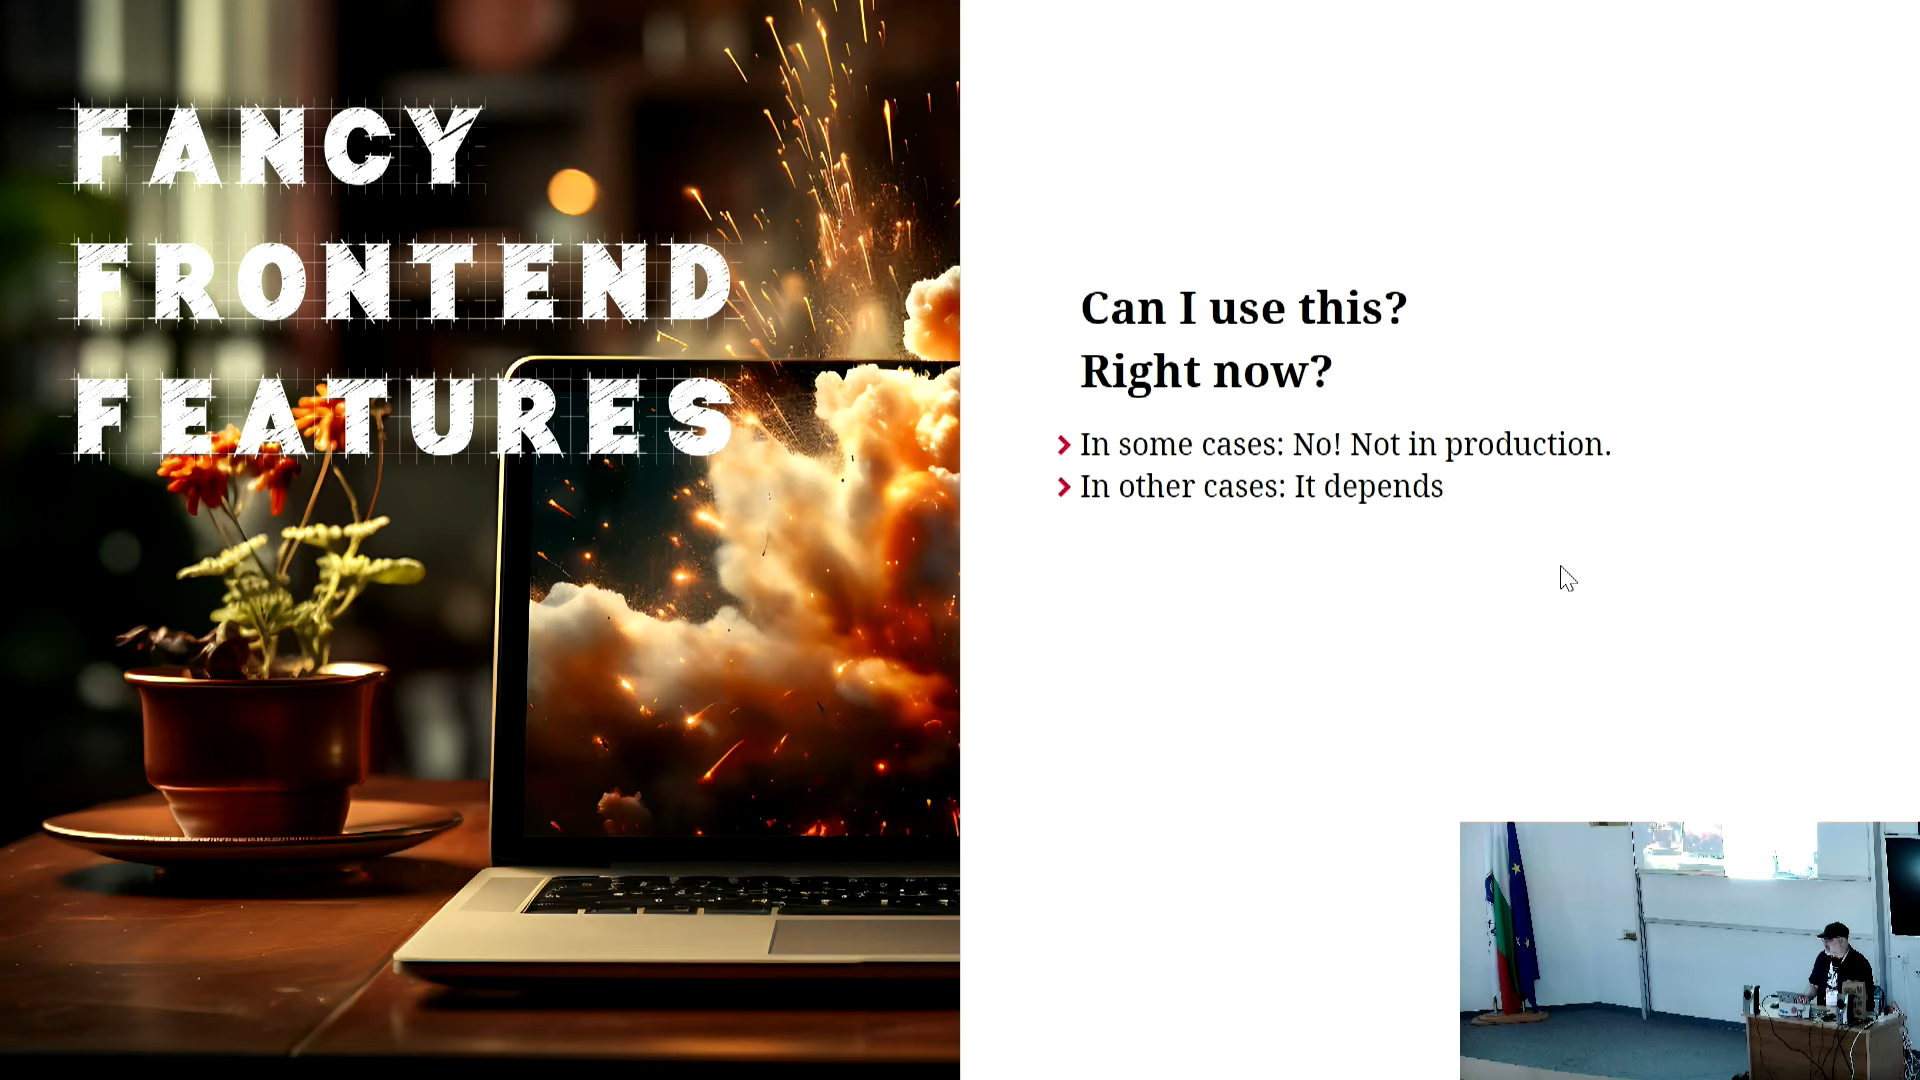 FANCY
FRONTEND
FEATURES
Can I use this?
Right now?
In some cases: No! Not in production.
In other cases: It depends